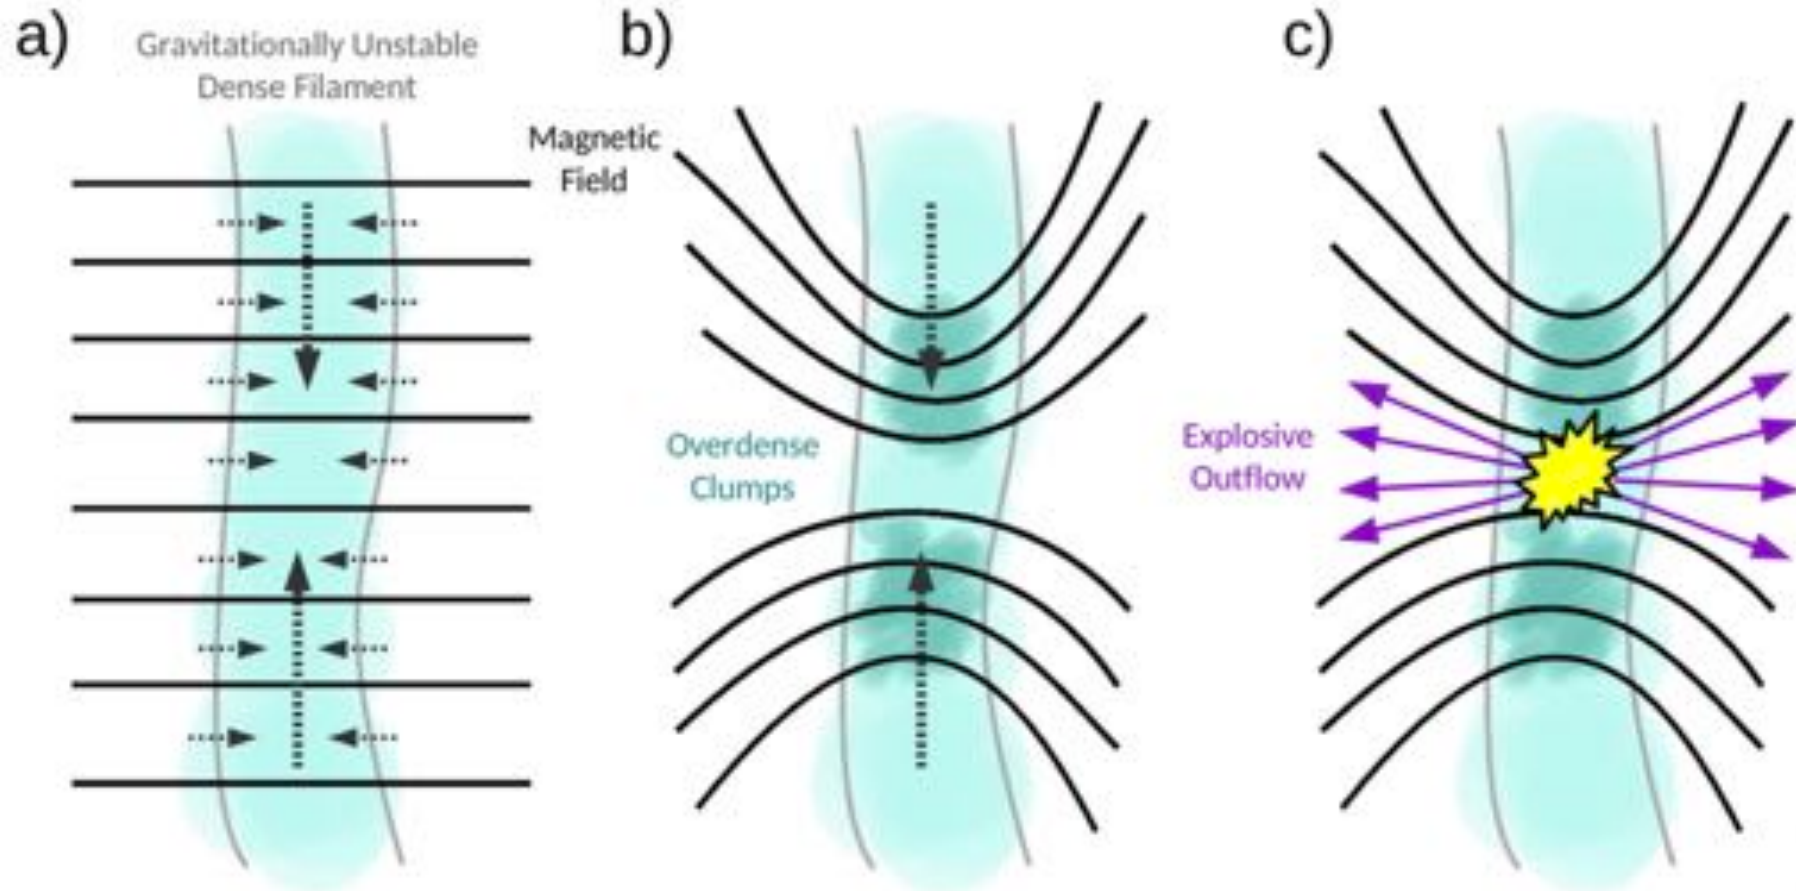 a)
Gravitationally Unstable
Dense Filament
Magnetic
Field
b)
Overdense
Clumps
c)
Explosive
Outflow